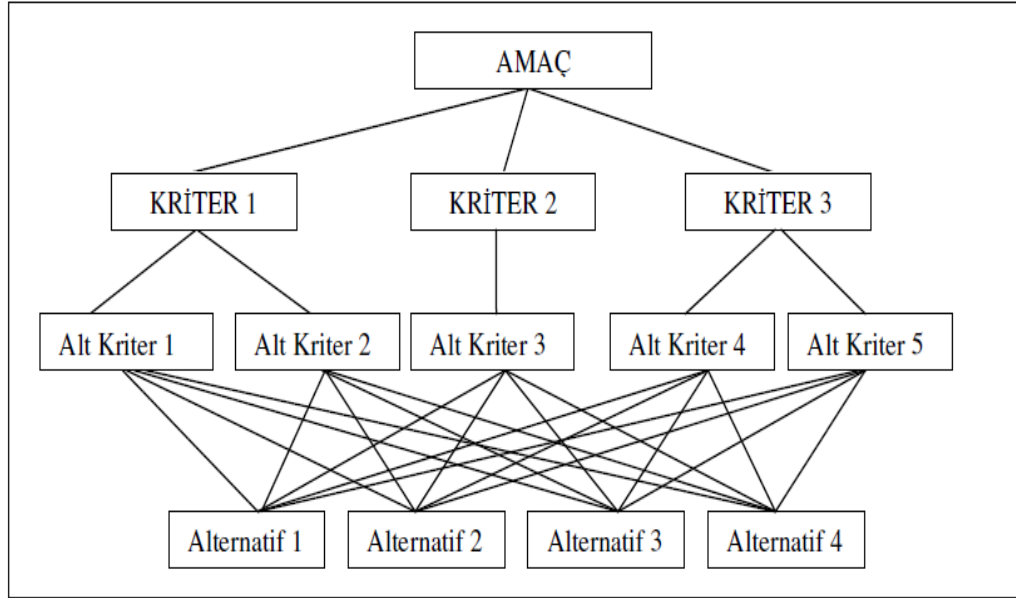 AMAÇ
KRİTER 1 KRİTER 2 KRİTER 3
Alt Kriter 1 Alt Kriter 2 Alt Kriter 3 Alt Kriter 4 Alt Kriter 5
Alternatif 1 Alternatif 2 Alternatif 3 Alternatif 4